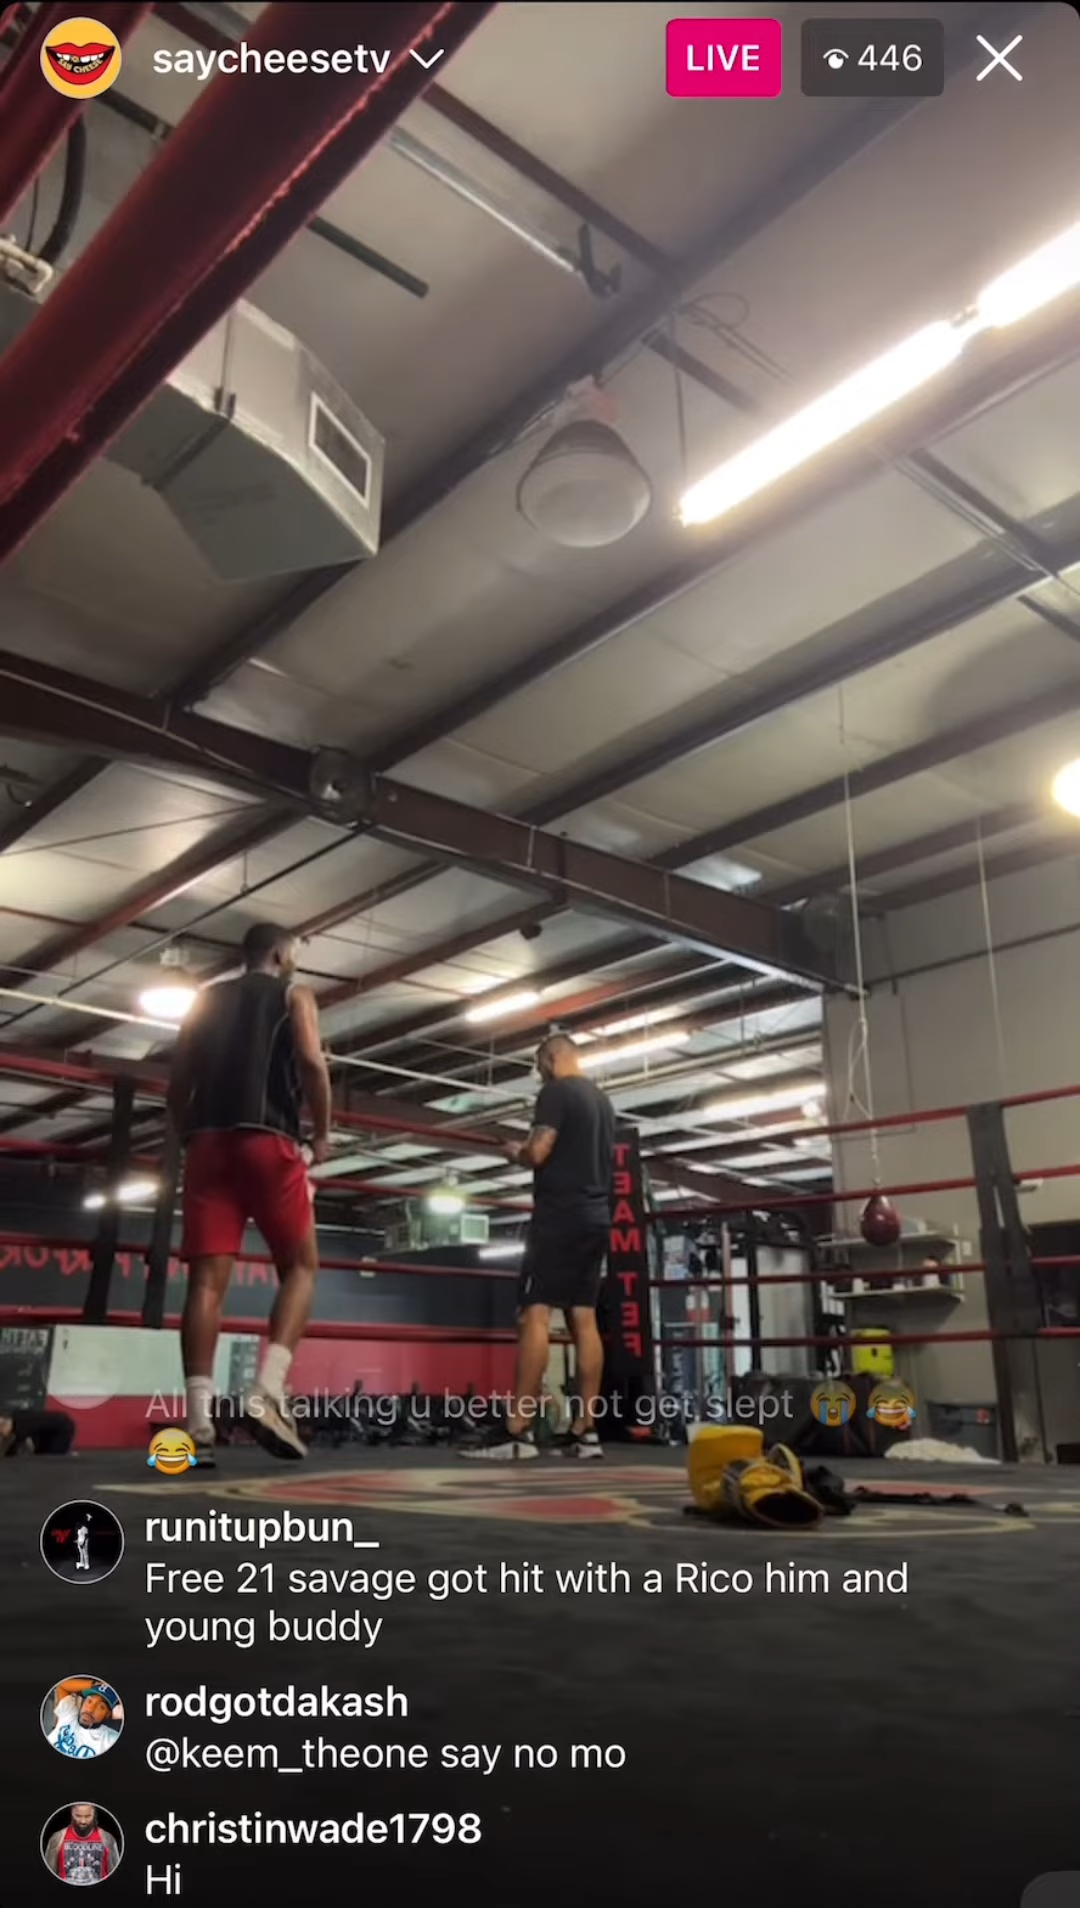 saycheesetv
LIVE
446
TEAM TEF
All this talking u better not get slept 😭😂
😂
runitupbun_
Free 21 savage got hit with a Rico him and
young buddy
rodgotdakash
@keem_theone say no mo
christinwade1798
Hi